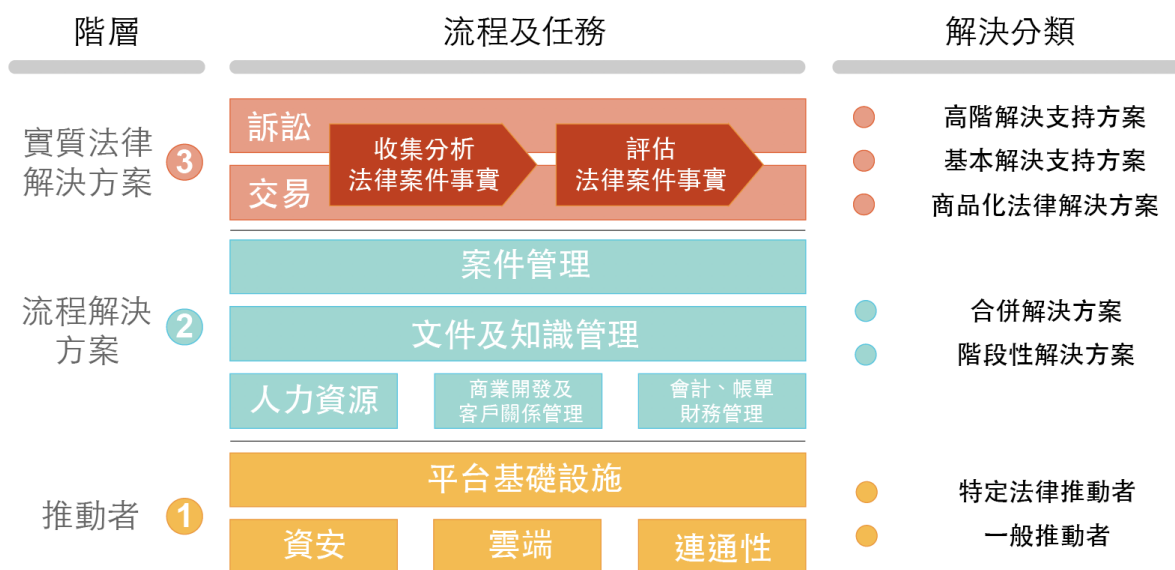 階層
流程及任務
解決分類
實質法律
解決方案
3
訴訟
交易
收集分析
法律案件事實
評估
法律案件事實
高階解決支持方案
基本解決支持方案
商品化法律解決方案
流程解決
方案
2
案件管理
文件及知識管理
人力資源
商業開發及
客戶關係管理
會計、帳單
財務管理
合併解決方案
階段性解決方案
推動者
1
平台基礎設施
資安
雲端
連通性
特定法律推動者
一般推動者